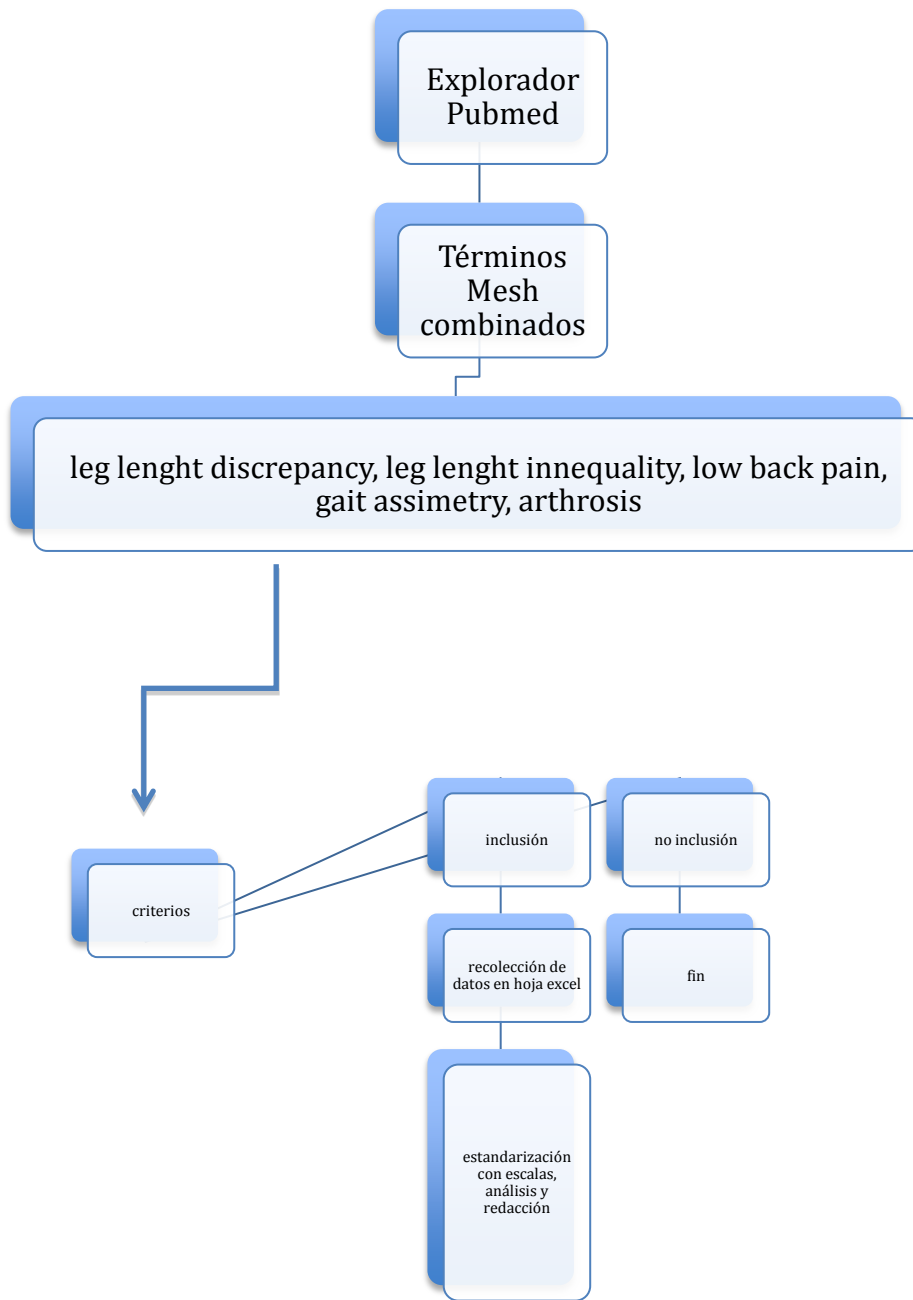 Explorador
Pubmed
Términos
Mesh
combinados
leg lenght discrepancy, leg lenght innequality, low back pain,
gait assimetry, arthrosis
criterios
inclusión
no inclusión
recolección de
datos en hoja excel
fin
estandarización
con escalas,
análisis y
redacción